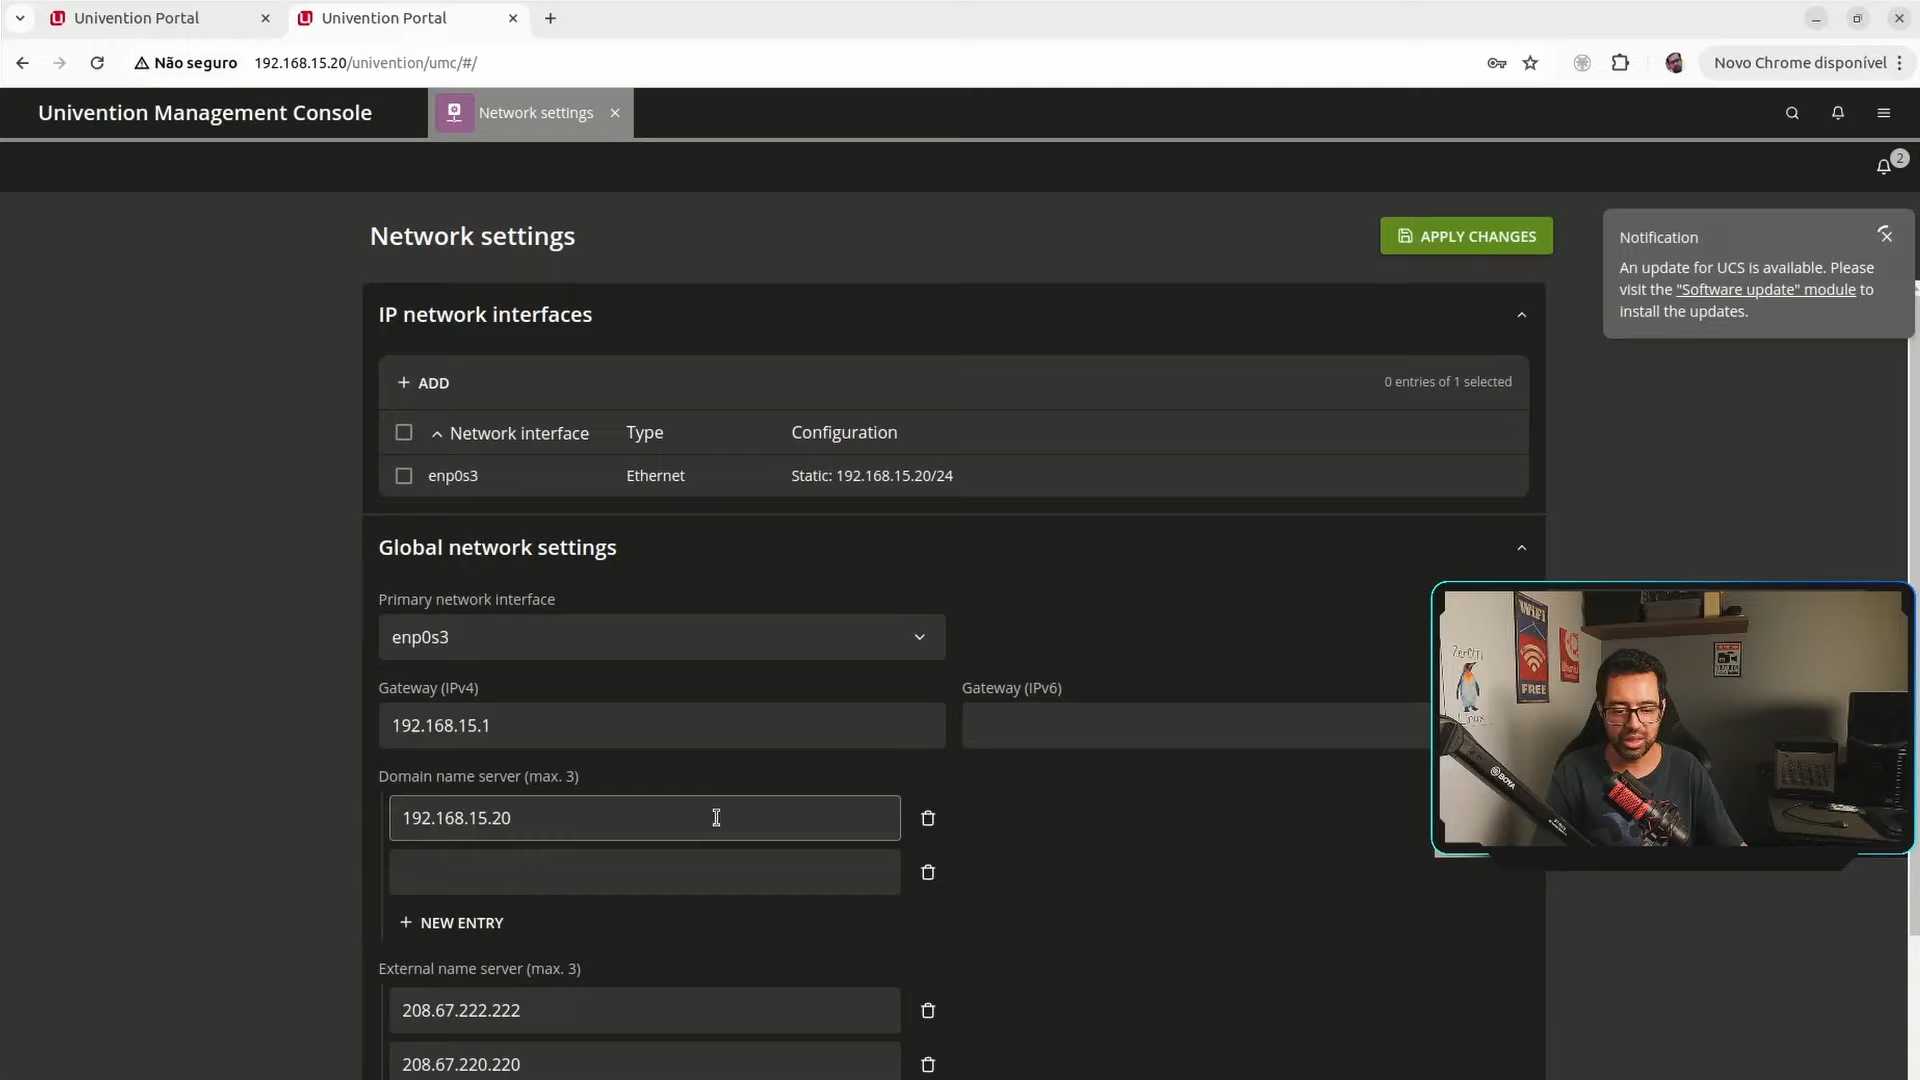 Univention Portal
Univention Portal
Não seguro
192.168.15.20/univention/umc/#/
Novo Chrome disponível
Univention Management Console
Network settings
2
Network settings
APPLY CHANGES
Notification
An update for UCS is available. Please
visit the "Software update" module to
install the updates.
IP network interfaces
+ ADD
0 entries of 1 selected
Network interface Type Configuration
enp0s3 Ethernet Static: 192.168.15.20/24
Global network settings
Primary network interface
enp0s3
Gateway (IPv4)
Gateway (IPv6)
192.168.15.1
Domain name server (max. 3)
192.168.15.20
+ NEW ENTRY
External name server (max. 3)
208.67.222.222
208.67.220.220
WiFi
FREE
Linux
BOYA